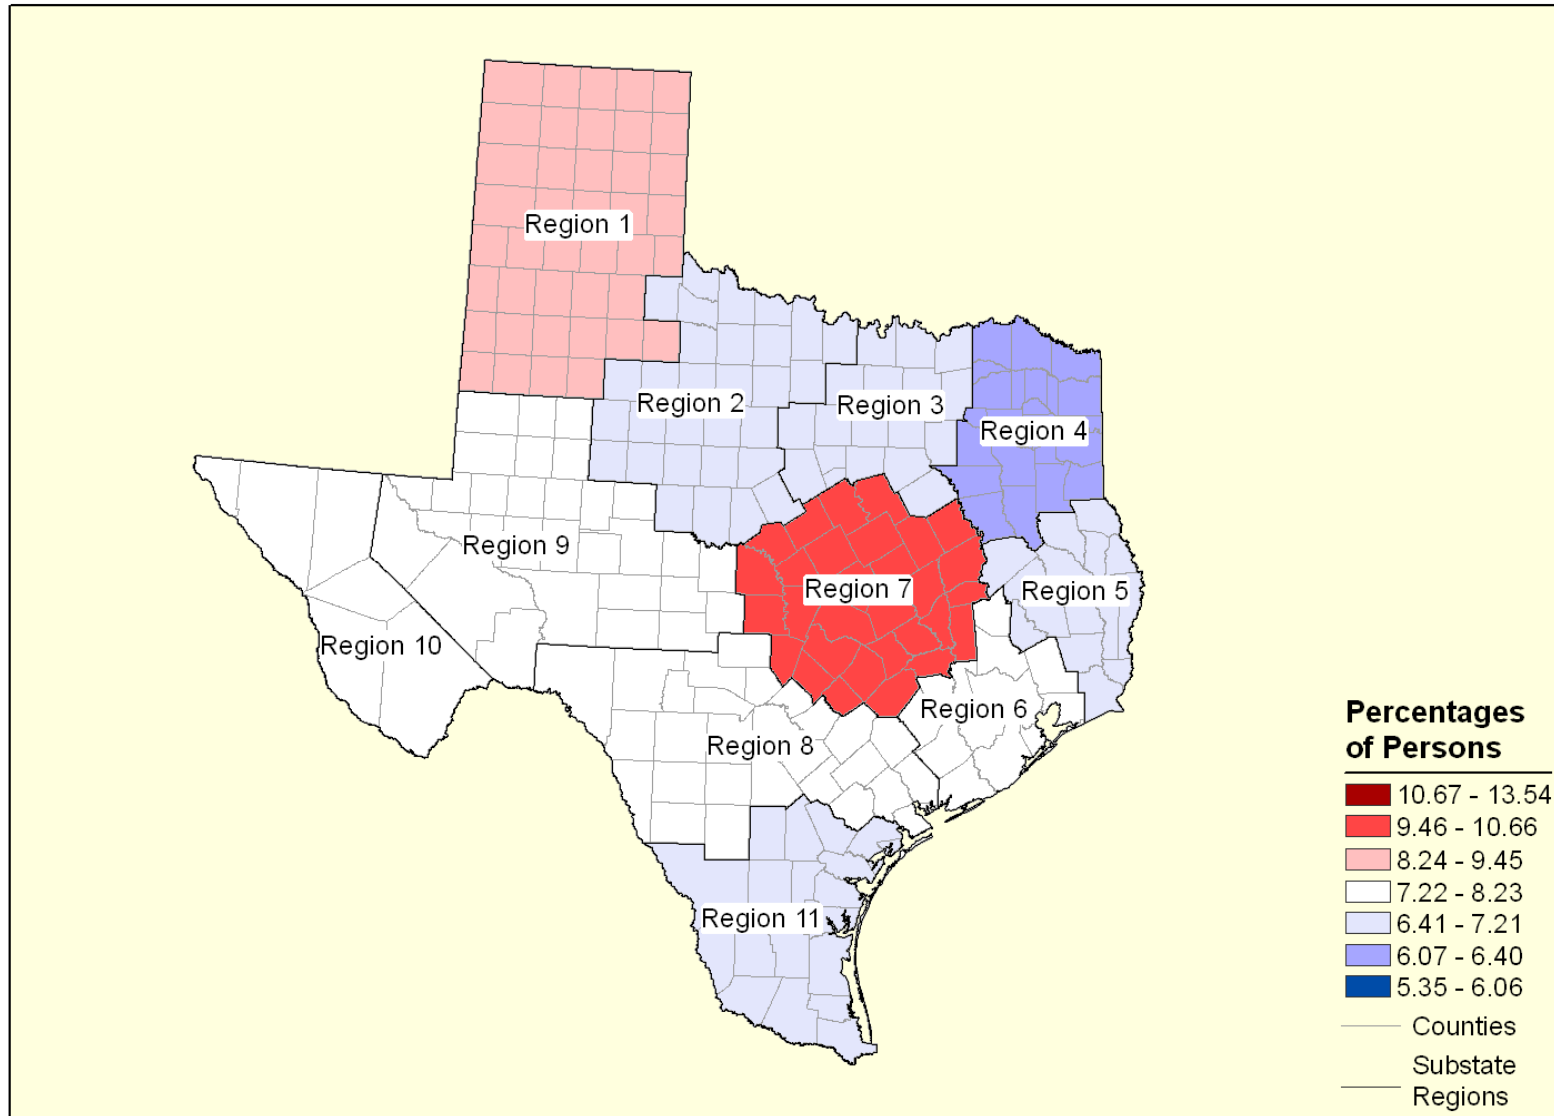 Region 1
Region 2
Region 3
Region 4
Region 9
Region 7
Region 5
Region 10
Region 6
Region 8
Region 11
Percentages
of Persons
10.67 - 13.54
9.46 - 10.66
8.24 - 9.45
7.22 - 8.23
6.41 - 7.21
6.07 - 6.40
5.35 - 6.06
Counties
Substate
Regions